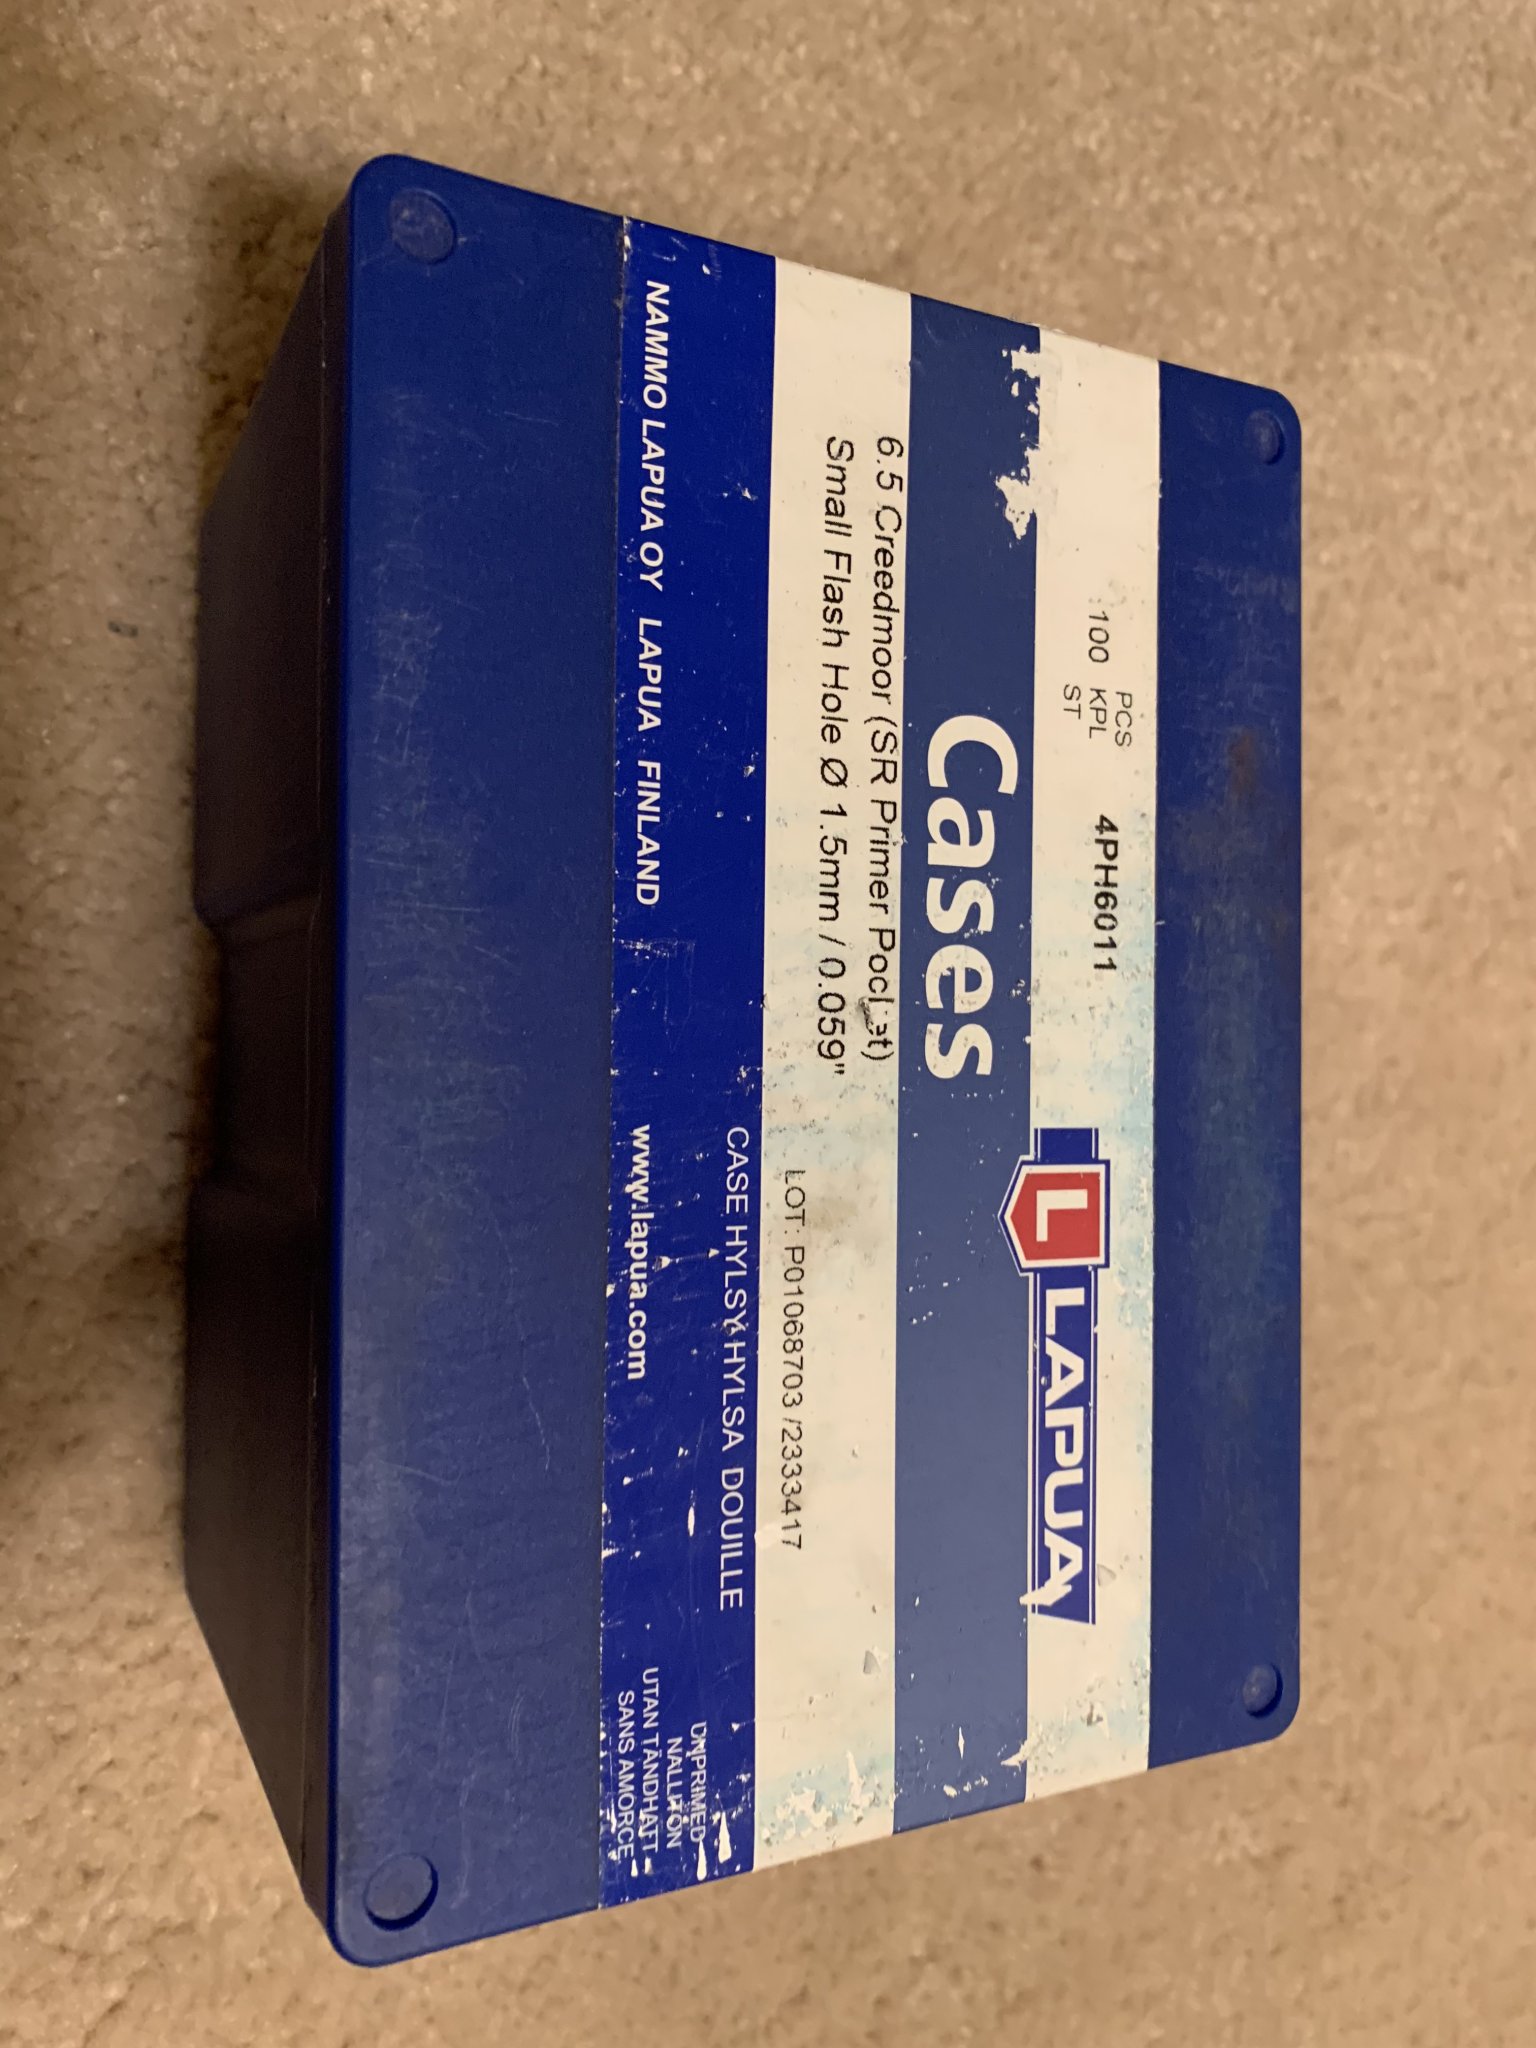 100 PCS
KPL
ST
4PH6011
L LAPUA
Cases
6.5 Creedmoor (SR Primer Pocket)
Small Flash Hole Ø 1.5mm / 0.059"
LOT: P01068703 /2333417
CASE HYLSY HYLSA DOUILLE
NAMMO LAPUA OY LAPUA FINLAND
www.lapua.com
UNPRIMED
NALLITON
UTAN TÄNDHATT
SANS AMORCE